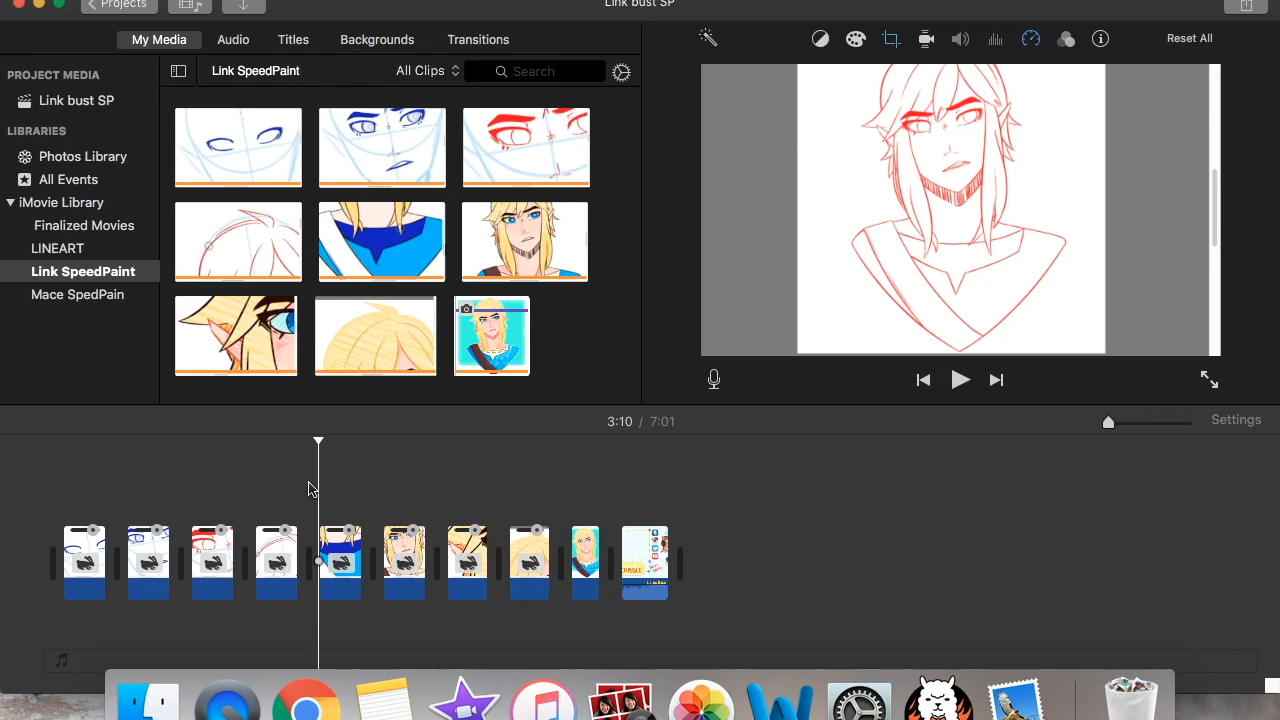 Projects
Link bust SP
My Media
Audio
Titles
Backgrounds
Transitions
Reset All
PROJECT MEDIA
Link bust SP
LIBRARIES
Photos Library
All Events
iMovie Library
Finalized Movies
LINEART
Link SpeedPaint
Mace SpedPain
Link SpeedPaint
All Clips
Search
3:10 / 7:01
Settings